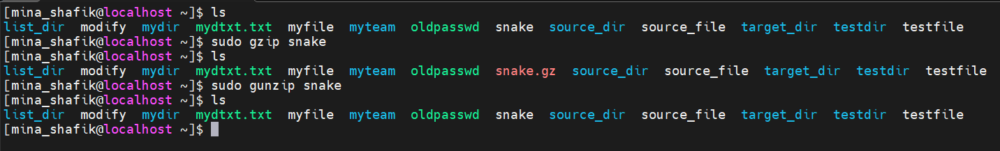 [mina_shafik@localhost ~]$ ls
list_dir modify mydir mydtxt.txt myfile myteam oldpasswd snake source_dir source_file target_dir testdir testfile
[mina_shafik@localhost ~]$ sudo gzip snake
[mina_shafik@localhost ~]$ ls
list_dir modify mydir mydtxt.txt myfile myteam oldpasswd snake.gz source_dir source_file target_dir testdir testfile
[mina_shafik@localhost ~]$ sudo gunzip snake
[mina_shafik@localhost ~]$ ls
list_dir modify mydir mydtxt.txt myfile myteam oldpasswd snake source_dir source_file target_dir testdir testfile
[mina_shafik@localhost ~]$